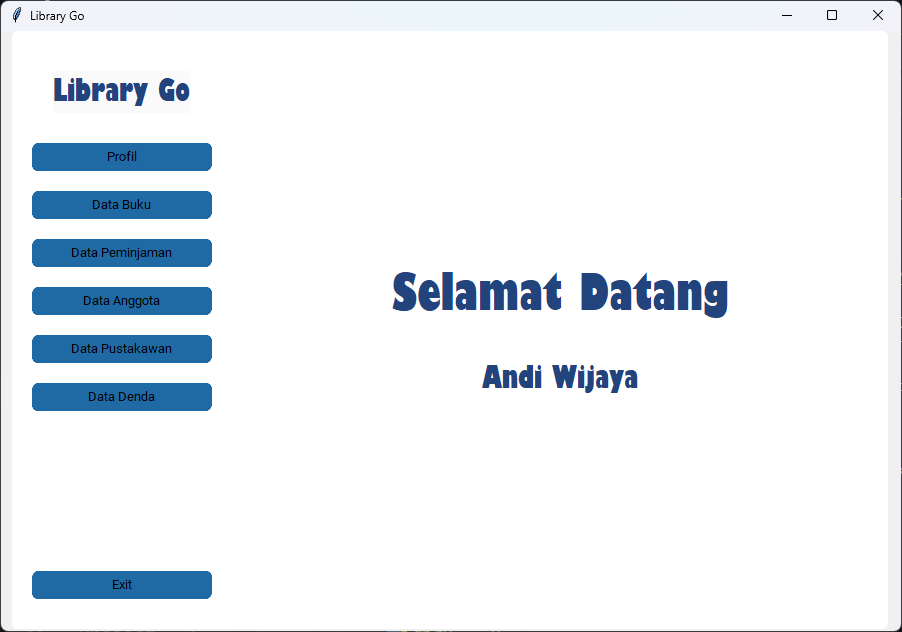 Library Go
Library Go
Profil
Data Buku
Data Peminjaman
Data Anggota
Data Pustakawan
Data Denda
Exit
Selamat Datang
Andi Wijaya